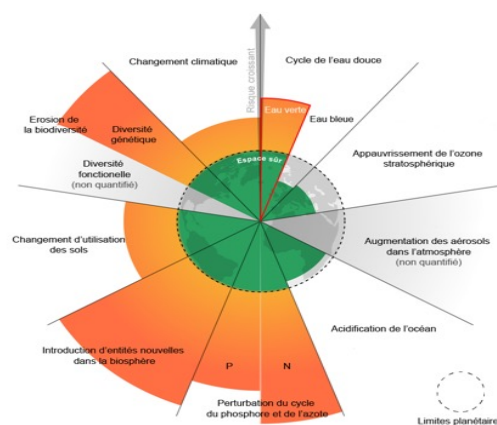 Changement climatique
Risque croissant
Cycle de l'eau douce
Eau verte
Eau bleue
Erosion de
la biodiversité
Diversité
génétique
Diversité
fonctionelle
(non quantifié)
Espace sûr
Appauvrissement de l'ozone
stratosphérique
Changement d'utilisation
des sols
Augmentation des aérosols
dans l'atmosphère
(non quantifié)
Introduction d'entités nouvelles
dans la biosphère
P
N
Acidification de l'océan
Perturbation du cycle
du phosphore et de l'azote
Limites planétaire